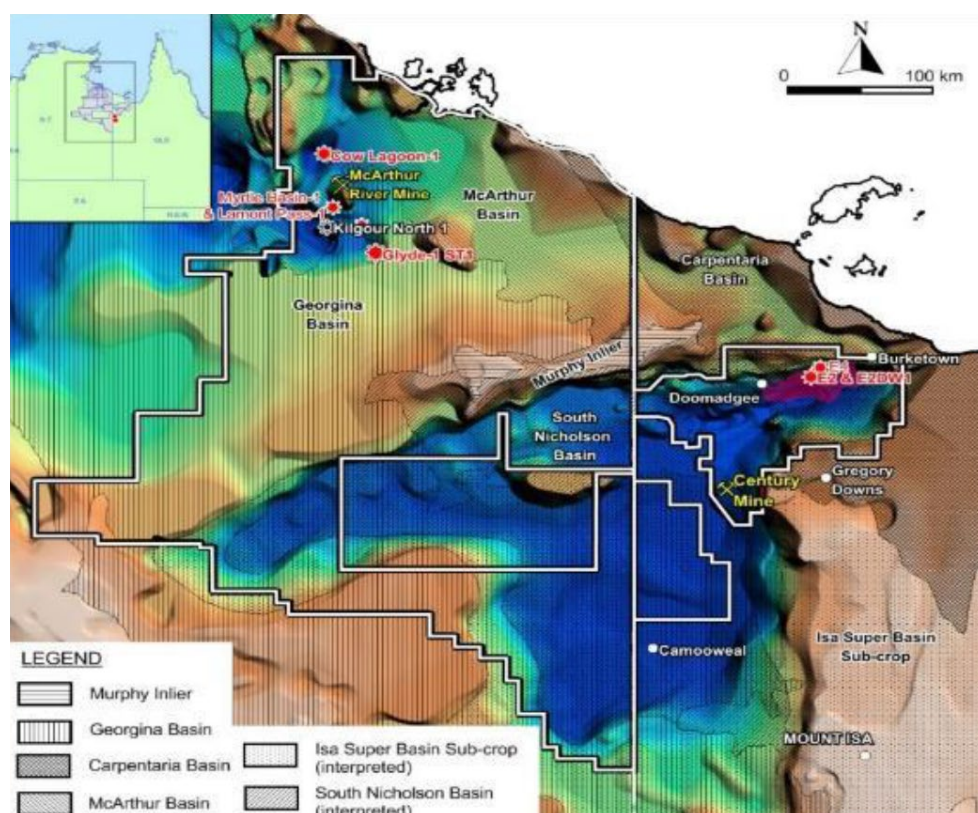 N
0
100 km
Cow Lagoon-1
McArthur
River Mine
Myrtle Basin-1
& Lamont Pass-1
Kilgour North 1
Glyde-1 ST1
McArthur
Basin
Carpentaria
Basin
Georgina
Basin
Murphy Inlier
Burketown
E4
E2 & E2DW1
Doomadgee
South
Nicholson
Basin
Gregory
Downs
Century
Mine
Isa Super Basin
Sub-crop
Camooweal
MOUNT ISA
LEGEND
Murphy Inlier
Georgina Basin
Carpentaria Basin
McArthur Basin
Isa Super Basin Sub-crop
(interpreted)
South Nicholson Basin
(interpreted)